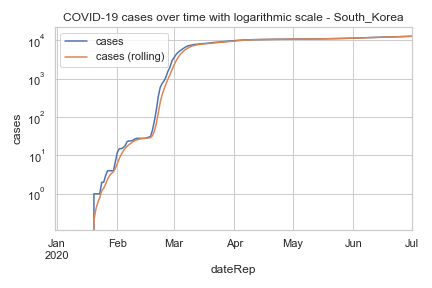 COVID-19 cases over time with logarithmic scale - South_Korea
cases
cases (rolling)
cases
10⁴
10³
10²
10¹
10⁰
Jan
2020
Feb
Mar
Apr
May
Jun
Jul
dateRep